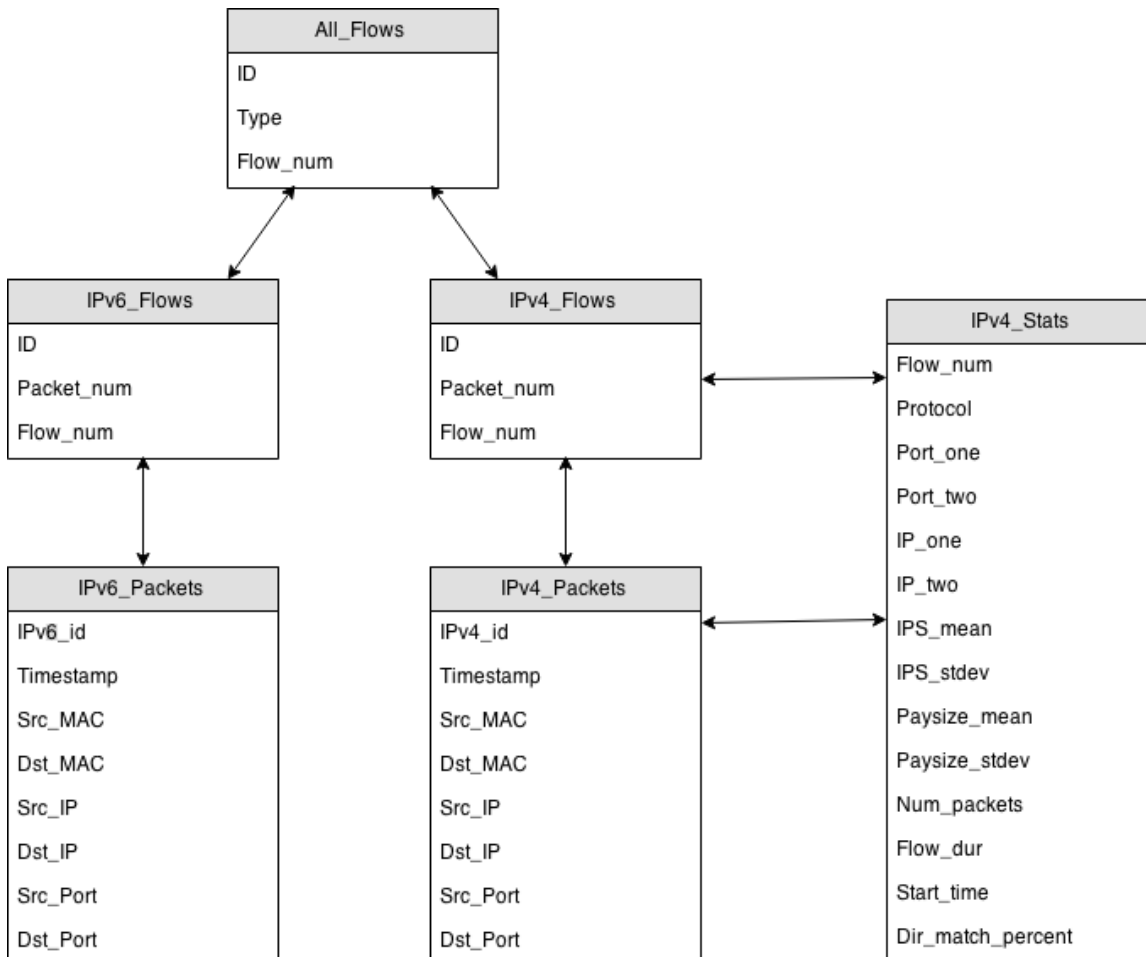 All_Flows
ID
Type
Flow_num
IPv6_Flows
ID
Packet_num
Flow_num
IPv4_Flows
ID
Packet_num
Flow_num
IPv4_Stats
Flow_num
Protocol
Port_one
Port_two
IP_one
IP_two
IPS_mean
IPS_stdev
Paysize_mean
Paysize_stdev
Num_packets
Flow_dur
Start_time
Dir_match_percent
IPv6_Packets
IPv6_id
Timestamp
Src_MAC
Dst_MAC
Src_IP
Dst_IP
Src_Port
Dst_Port
IPv4_Packets
IPv4_id
Timestamp
Src_MAC
Dst_MAC
Src_IP
Dst_IP
Src_Port
Dst_Port